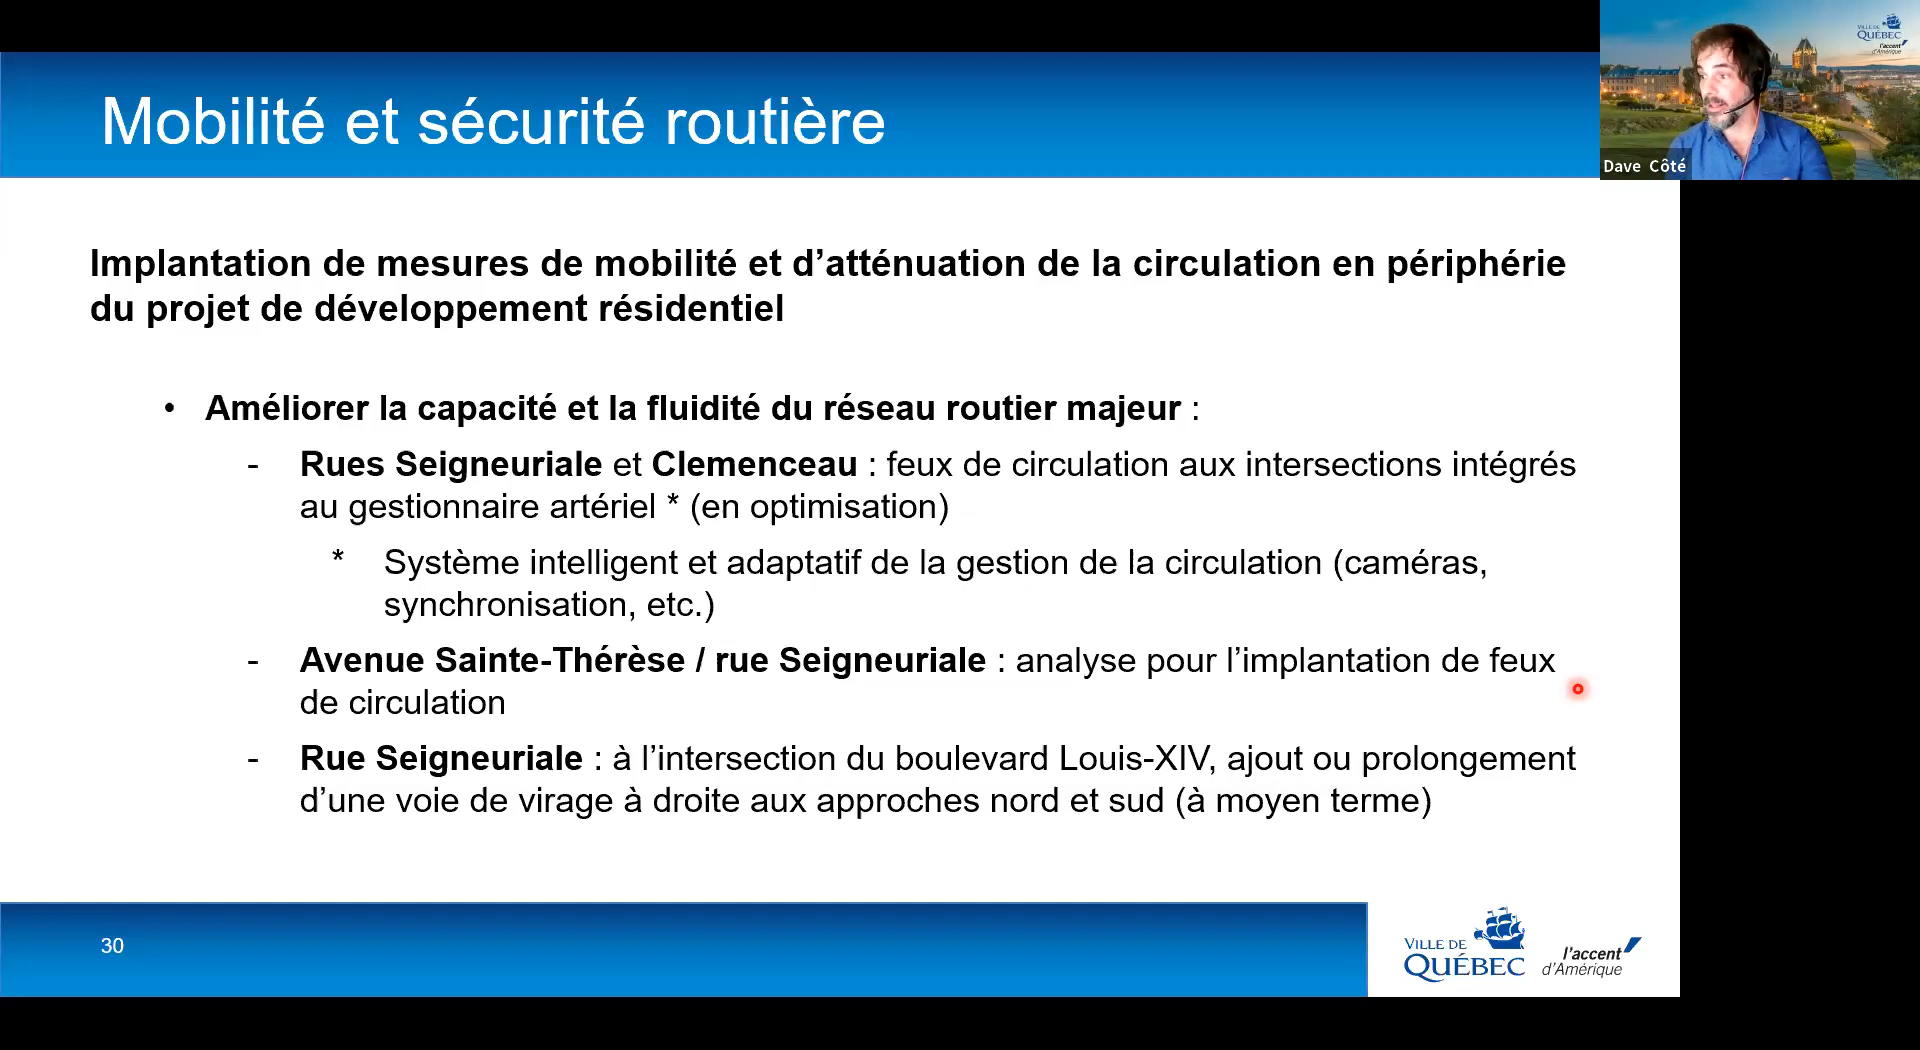 Mobilité et sécurité routière
VILLE DE
QUÉBEC
l'accent
d'Amérique
Dave Côté
Implantation de mesures de mobilité et d’atténuation de la circulation en périphérie
du projet de développement résidentiel
• Améliorer la capacité et la fluidité du réseau routier majeur :
- Rues Seigneuriale et Clemenceau : feux de circulation aux intersections intégrés
au gestionnaire artériel * (en optimisation)
* Système intelligent et adaptatif de la gestion de la circulation (caméras,
synchronisation, etc.)
- Avenue Sainte-Thérèse / rue Seigneuriale : analyse pour l’implantation de feux
de circulation
- Rue Seigneuriale : à l’intersection du boulevard Louis-XIV, ajout ou prolongement
d’une voie de virage à droite aux approches nord et sud (à moyen terme)
30
VILLE DE
QUÉBEC
l'accent
d'Amérique